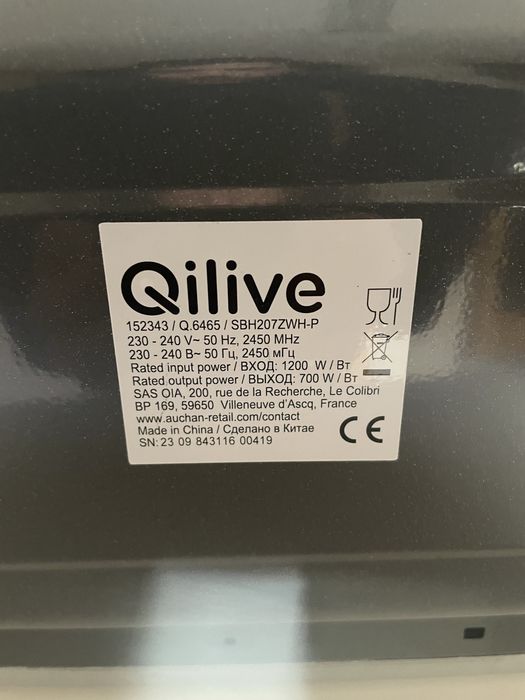 Qilive
152343 / Q.6465 / SBH207ZWH-P
230 - 240 V~ 50 Hz, 2450 MHz
230 - 240 В~ 50 Гц, 2450 мГц
Rated input power / ВХОД: 1200 W / Вт
Rated output power / ВЫХОД: 700 W / Вт
SAS OIA, 200, rue de la Recherche, Le Colibri
BP 169, 59650 Villeneuve d'Ascq, France
www.auchan-retail.com/contact
Made in China / Сделано в Китае
SN: 23 09 843116 00419
CE